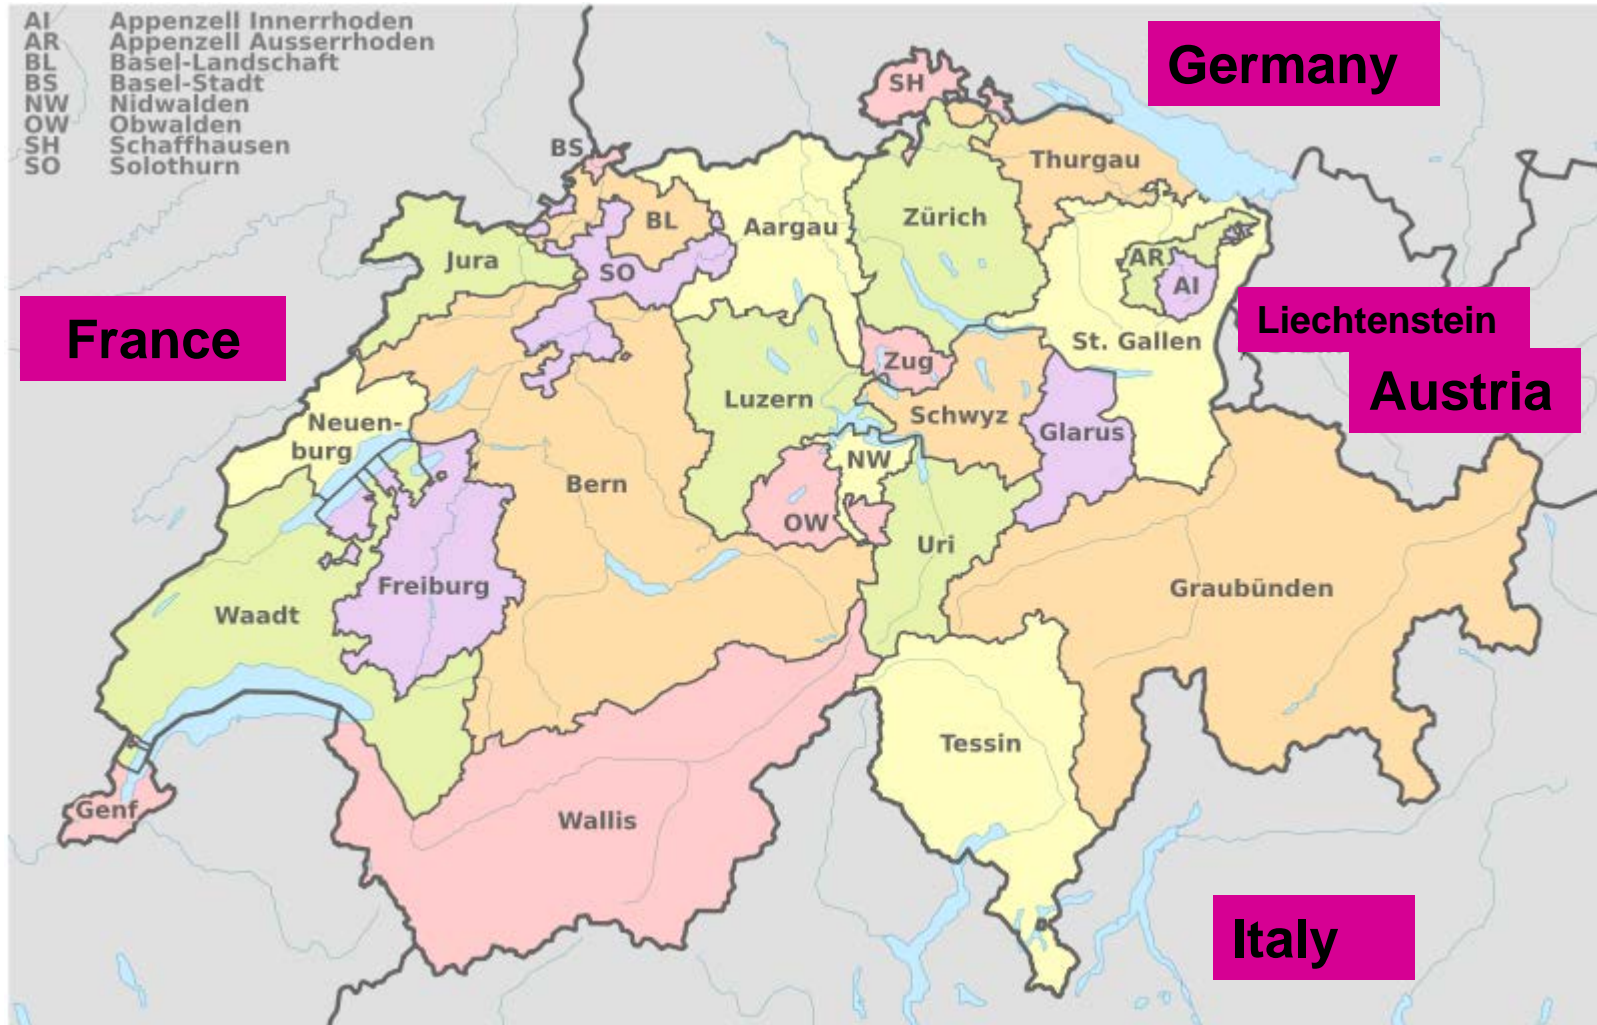 AI Appenzell Innerrhoden
AR Appenzell Ausserrhoden
BL Basel-Landschaft
BS Basel-Stadt
NW Nidwalden
OW Obwalden
SH Schaffhausen
SO Solothurn
Germany
SH
BS
Thurgau
BL
Aargau
Zürich
Jura
SO
AR
AI
France
Liechtenstein
St. Gallen
Zug
Austria
Luzern
Schwyz
Neuen-
burg
Glarus
NW
Bern
OW
Uri
Freiburg
Graubünden
Waadt
Tessin
Genf
Wallis
Italy